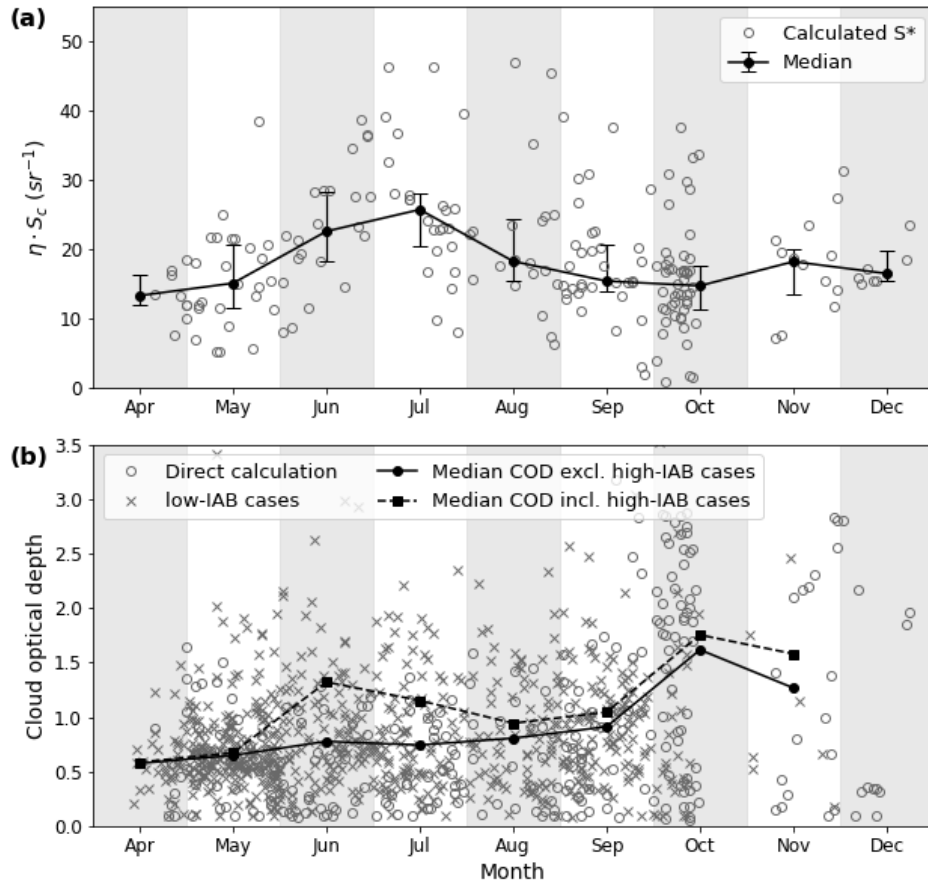 (a)
50
40
30
20
10
0
η · S_c (sr⁻¹)
Calculated S*
Median
Apr May Jun Jul Aug Sep Oct Nov Dec
(b)
3.5
3.0
2.5
2.0
1.5
1.0
0.5
0.0
Cloud optical depth
Direct calculation
low-IAB cases
Median COD excl. high-IAB cases
Median COD incl. high-IAB cases
Apr May Jun Jul Aug Sep Oct Nov Dec
Month